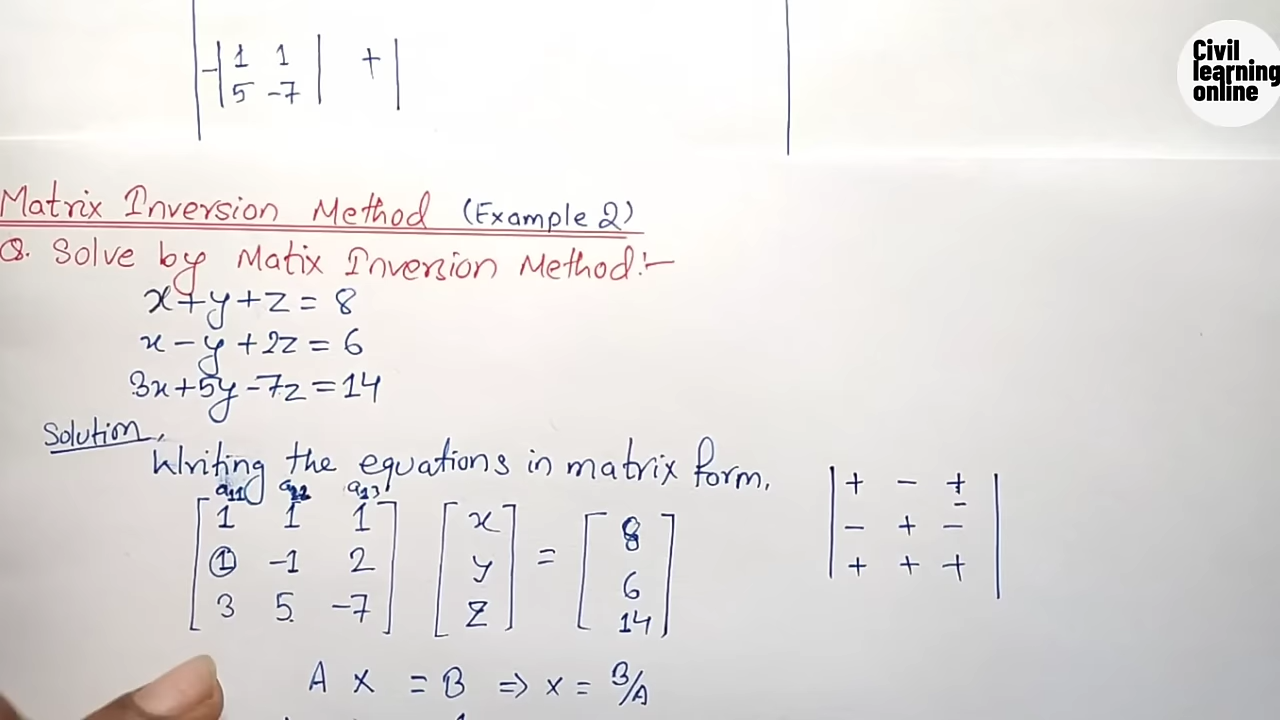 Civil
learning
online
-| 1 1 | + |
5 -7
Matrix Inversion Method (Example 2)
Q. Solve by Matix Inversion Method:-
x+y+z = 8
x-y+2z = 6
3x+5y-7z = 14
Solution,
Writing the equations in matrix form,
a11 a22 a13
[ 1 1 1 ] [ x ] = [ 8 ]
[ 1 -1 2 ] [ y ] [ 6 ]
[ 3 5 -7 ] [ z ] [ 14 ]
| + - + |
| - + - |
| + + + |
A x = B ⇒ x = B/A